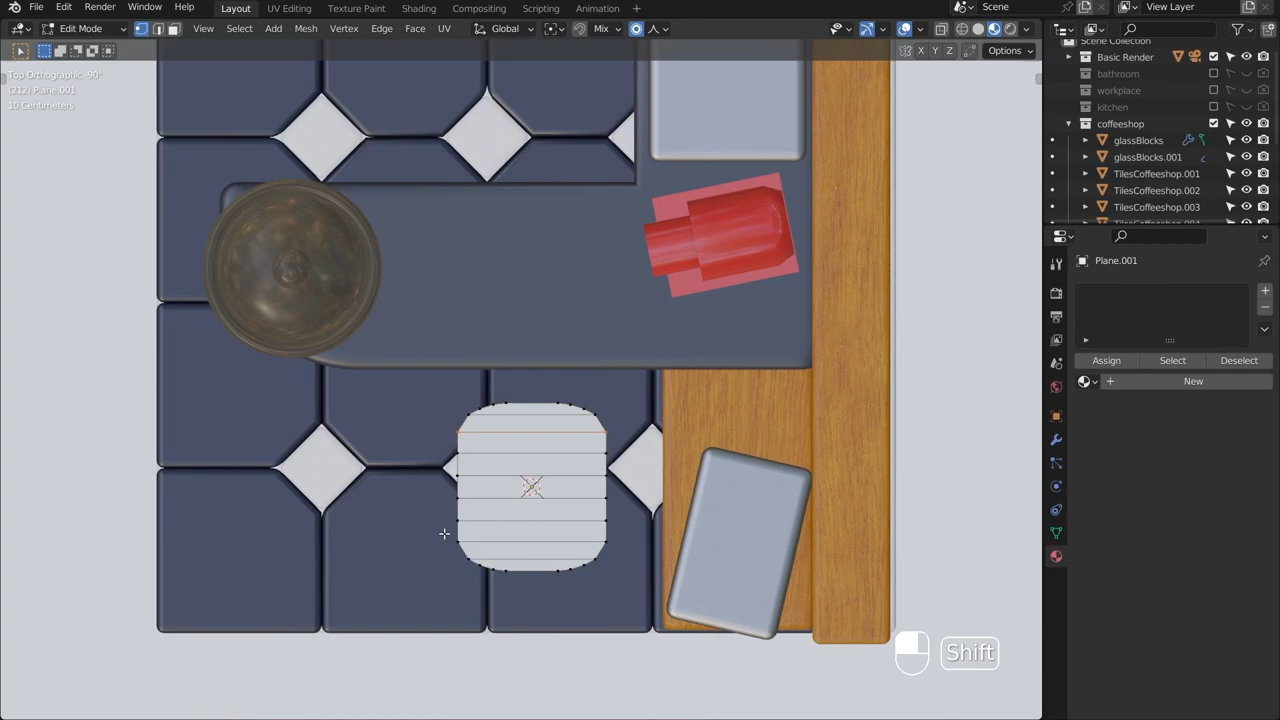 File Edit Render Window Help Layout UV Editing Texture Paint Shading Compositing Scripting Animation Scene View Layer
Edit Mode View Select Add Mesh Vertex Edge Face UV Global Mix
X Y Z Options
Top Orthographic -90°
(212) Plane.001
10 Centimeters
Scene Collection
Basic Render
bathroom
workplace
kitchen
coffeeshop
glassBlocks
glassBlocks.001
TilesCoffeeshop.001
TilesCoffeeshop.002
TilesCoffeeshop.003
Plane.001
Assign Select Deselect
New
Shift